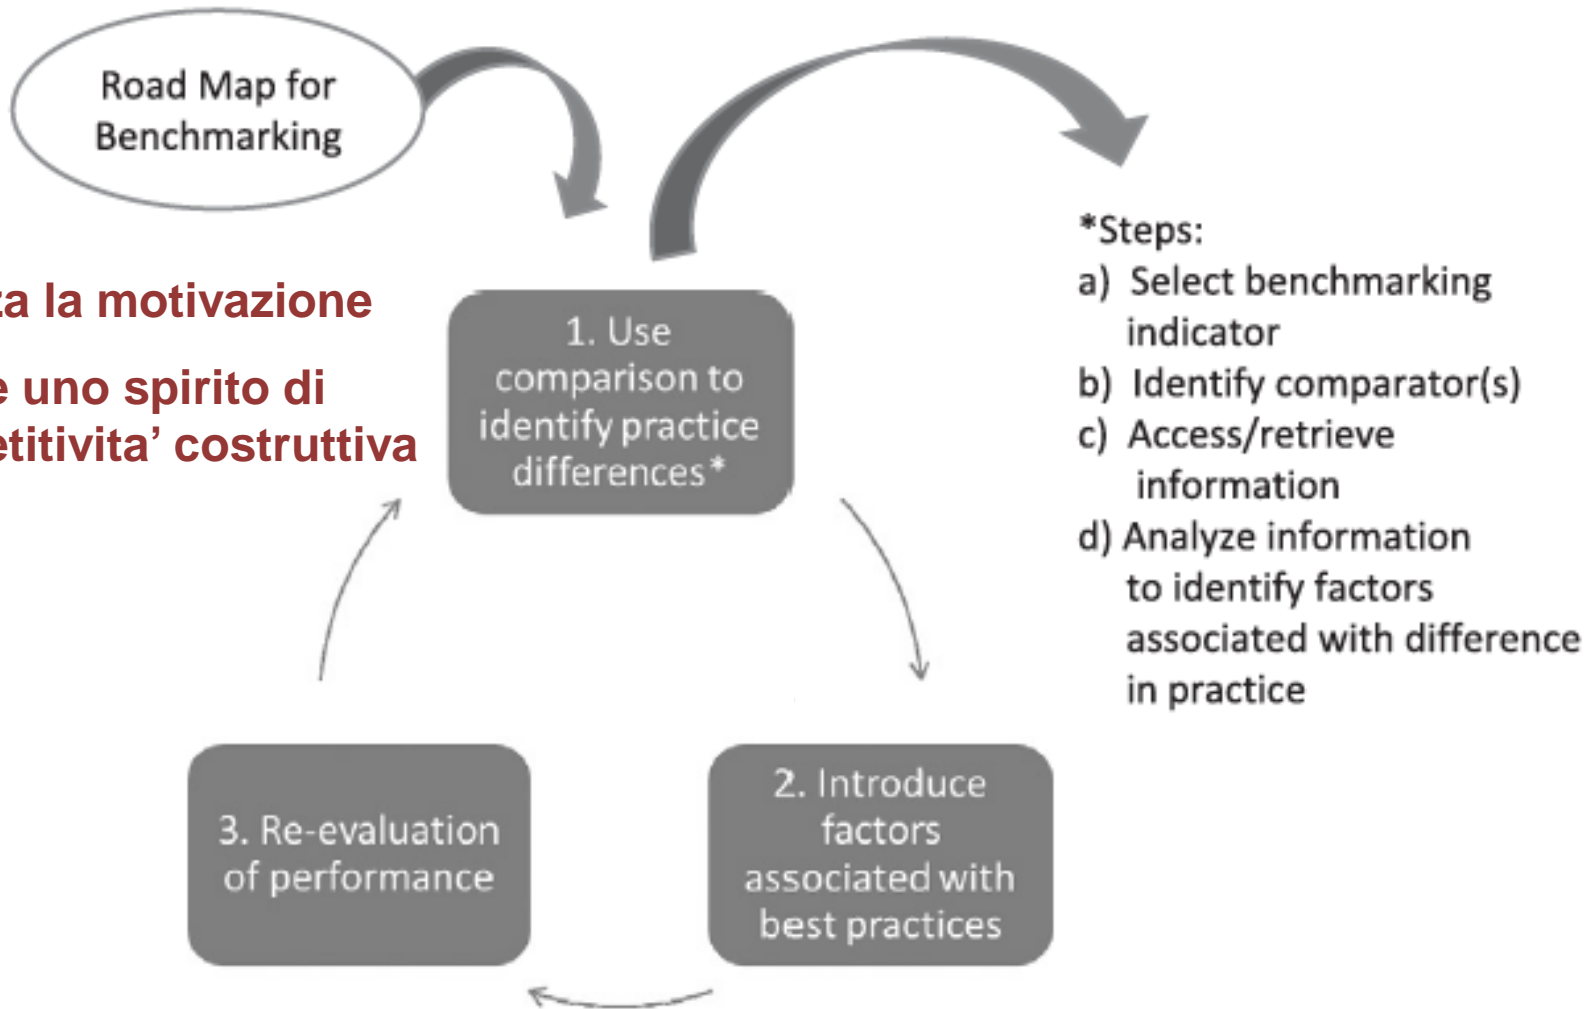 Road Map for
Benchmarking
la motivazione
uno spirito di
costruttiva
1. Use
comparison to
identify practice
differences*
*Steps:
a) Select benchmarking
indicator
b) Identify comparator(s)
c) Access/retrieve
information
d) Analyze information
to identify factors
associated with difference
in practice
2. Introduce
factors
associated with
best practices
3. Re-evaluation
of performance